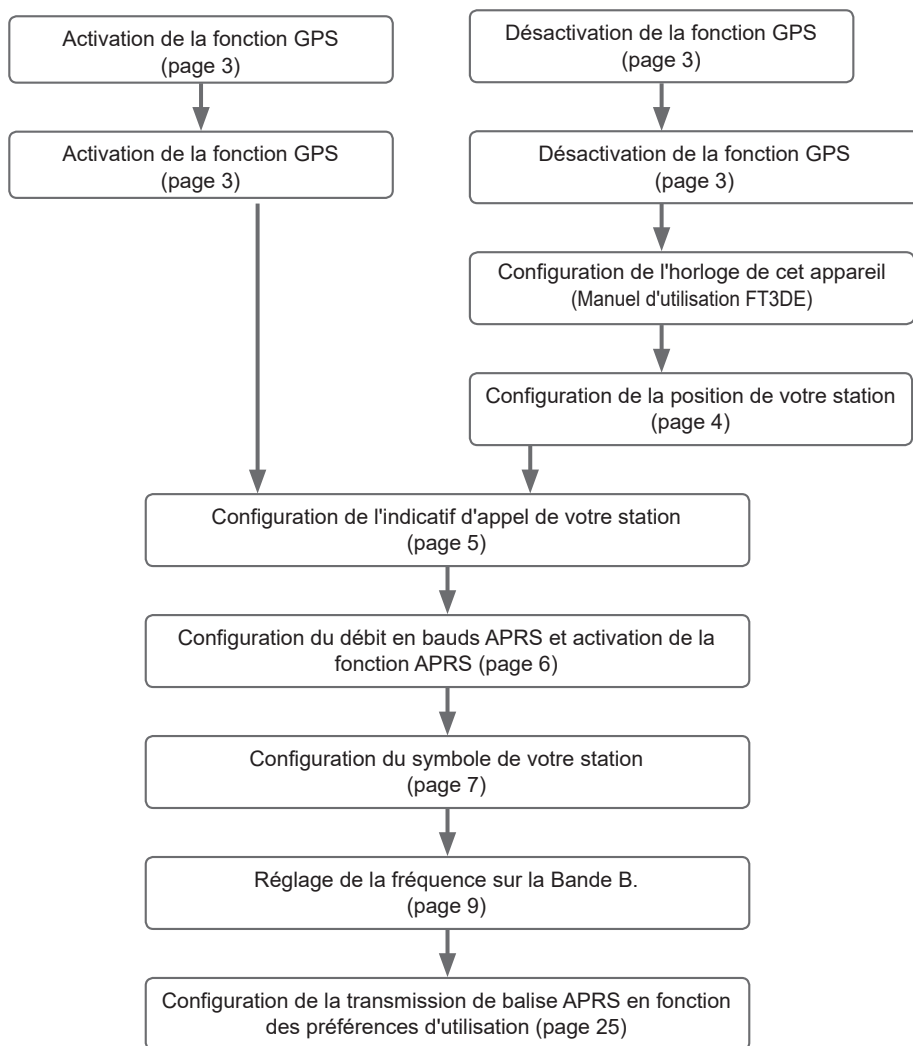 Activation de la fonction GPS
(page 3)
Activation de la fonction GPS
(page 3)
Désactivation de la fonction GPS
(page 3)
Désactivation de la fonction GPS
(page 3)
Configuration de l'horloge de cet appareil
(Manuel d'utilisation FT3DE)
Configuration de la position de votre station
(page 4)
Configuration de l'indicatif d'appel de votre station
(page 5)
Configuration du débit en bauds APRS et activation de la
fonction APRS (page 6)
Configuration du symbole de votre station
(page 7)
Réglage de la fréquence sur la Bande B.
(page 9)
Configuration de la transmission de balise APRS en fonction
des préférences d'utilisation (page 25)